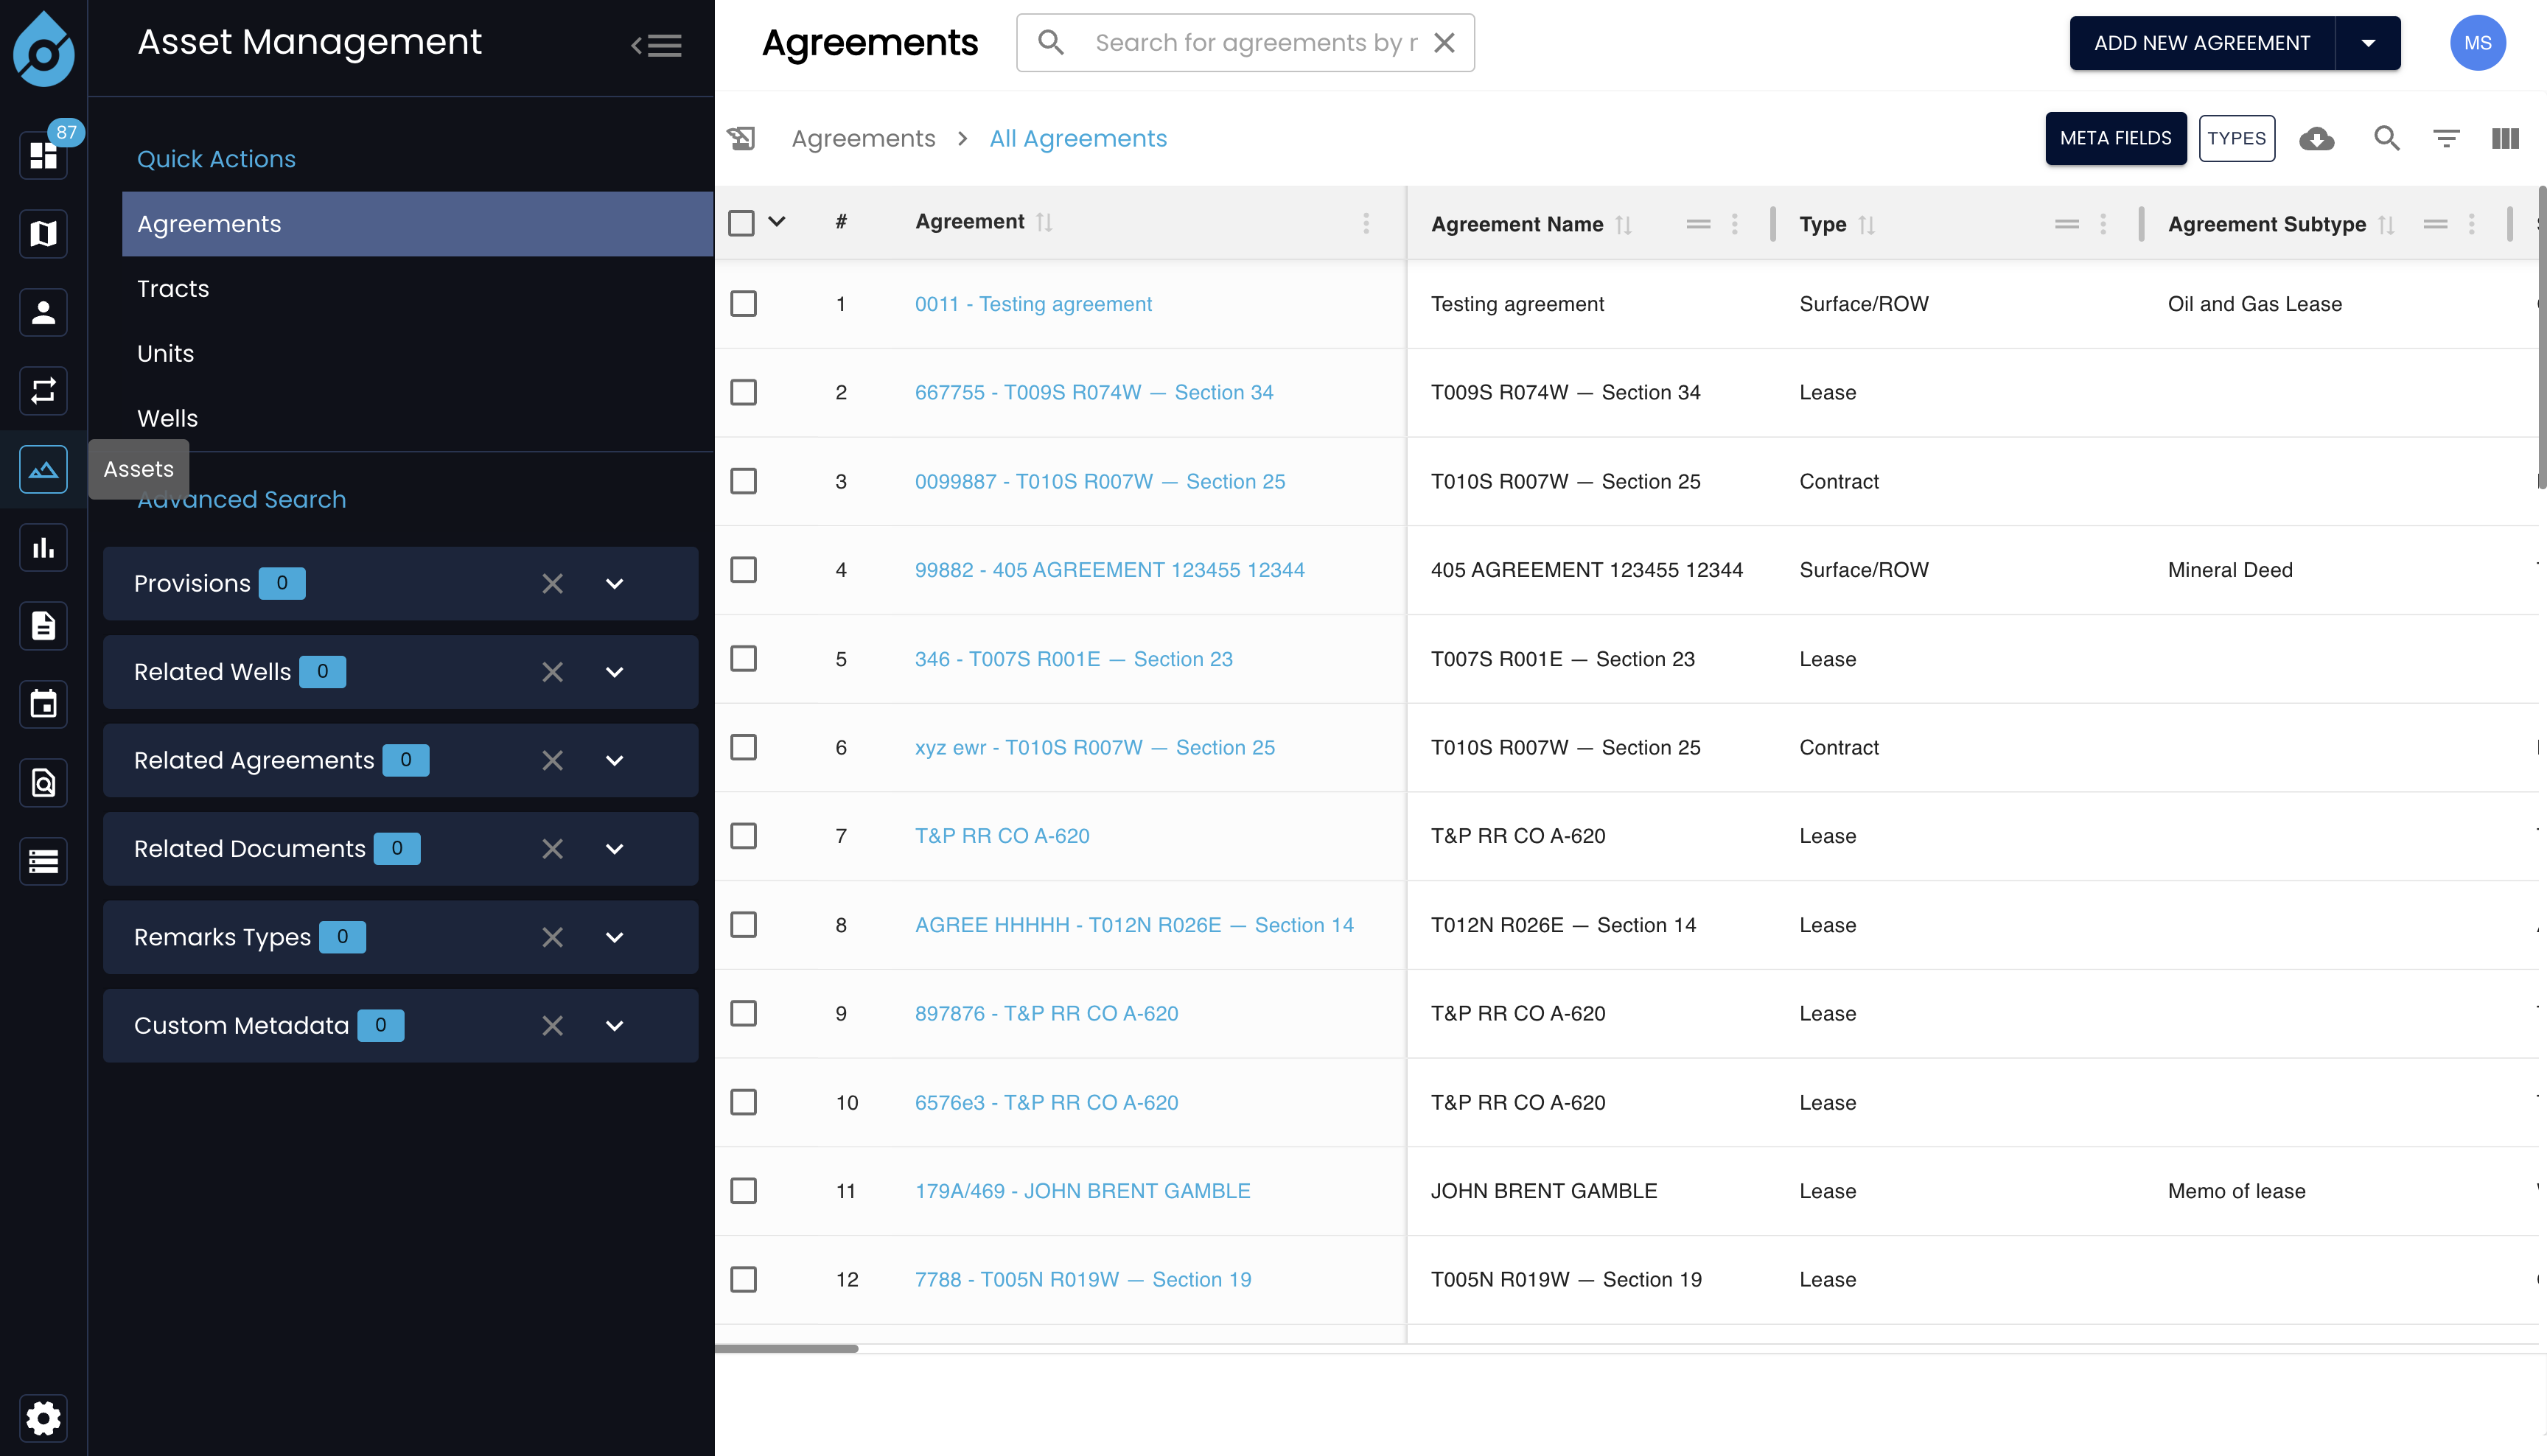 Asset Management
87
Quick Actions
Agreements
Tracts
Units
Wells
Assets
Advanced Search
Provisions 0
Related Wells 0
Related Agreements 0
Related Documents 0
Remarks Types 0
Custom Metadata 0
Agreements
Search for agreements by r
ADD NEW AGREEMENT
MS
Agreements > All Agreements
META FIELDS
TYPES
# Agreement Agreement Name Type Agreement Subtype
1 0011 - Testing agreement Testing agreement Surface/ROW Oil and Gas Lease
2 667755 - T009S R074W — Section 34 T009S R074W — Section 34 Lease
3 0099887 - T010S R007W — Section 25 T010S R007W — Section 25 Contract
4 99882 - 405 AGREEMENT 123455 12344 405 AGREEMENT 123455 12344 Surface/ROW Mineral Deed
5 346 - T007S R001E — Section 23 T007S R001E — Section 23 Lease
6 xyz ewr - T010S R007W — Section 25 T010S R007W — Section 25 Contract
7 T&P RR CO A-620 T&P RR CO A-620 Lease
8 AGREE HHHHH - T012N R026E — Section 14 T012N R026E — Section 14 Lease
9 897876 - T&P RR CO A-620 T&P RR CO A-620 Lease
10 6576e3 - T&P RR CO A-620 T&P RR CO A-620 Lease
11 179A/469 - JOHN BRENT GAMBLE JOHN BRENT GAMBLE Lease Memo of lease
12 7788 - T005N R019W — Section 19 T005N R019W — Section 19 Lease